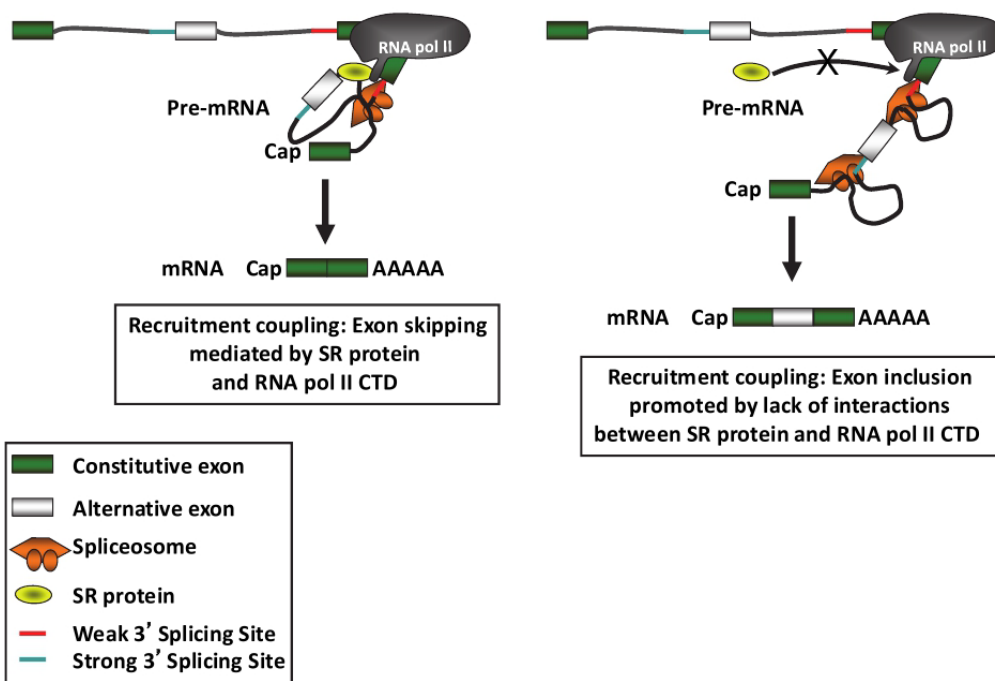 RNA pol II
Pre-mRNA
Cap
mRNA Cap AAAAA
Recruitment coupling: Exon skipping
mediated by SR protein
and RNA pol II CTD
RNA pol II
X
Pre-mRNA
Cap
mRNA Cap AAAAA
Recruitment coupling: Exon inclusion
promoted by lack of interactions
between SR protein and RNA pol II CTD
Constitutive exon
Alternative exon
Spliceosome
SR protein
Weak 3’ Splicing Site
Strong 3’ Splicing Site